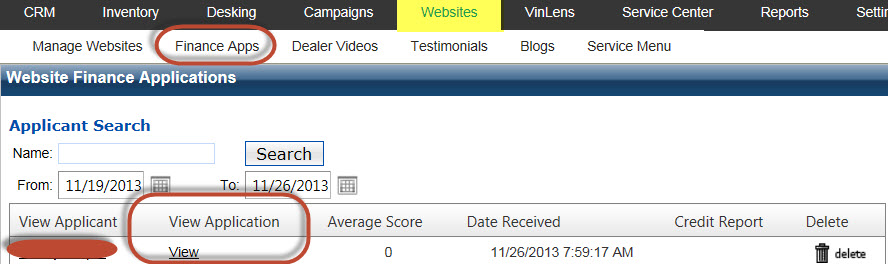 CRM Inventory Desking Campaigns Websites VinLens Service Center Reports
Manage Websites Finance Apps Dealer Videos Testimonials Blogs Service Menu
Website Finance Applications
Applicant Search
Name: Search
From: 11/19/2013 To: 11/26/2013
View Applicant View Application Average Score Date Received Credit Report Delete
View 0 11/26/2013 7:59:17 AM delete